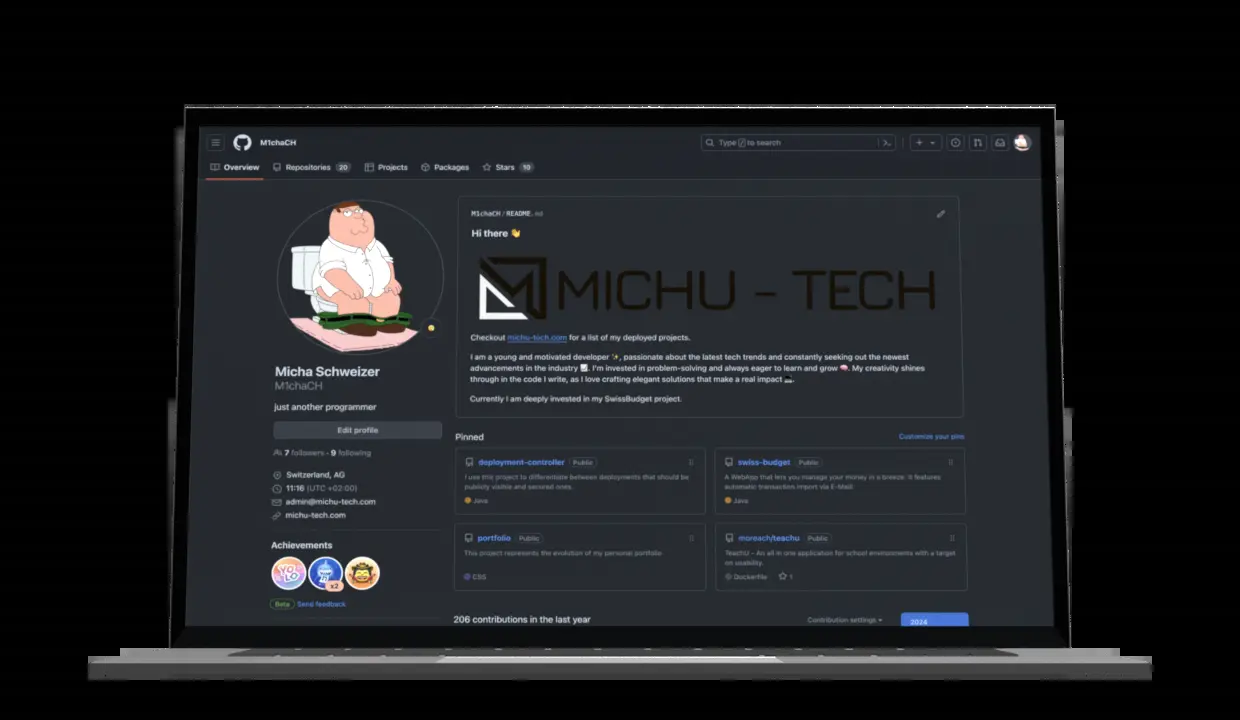 M1chaCH
Type / to search
Overview
Repositories 20
Projects
Packages
Stars 10
M1chaCH / README.md
Hi there 👋
MICHU - TECH
Checkout michu-tech.com for a list of my deployed projects.
I am a young and motivated developer ✨, passionate about the latest tech trends and constantly seeking out the newest
advancements in the industry 📈. I'm invested in problem-solving and always eager to learn and grow 🧠. My creativity shines
through in the code I write, as I love crafting elegant solutions that make a real impact
Currently I am deeply invested in my SwissBudget project.
Micha Schweizer
M1chaCH
just another programmer
Edit profile
7 followers · 9 following
Switzerland, AG
11:16 (UTC +02:00)
admin@michu-tech.com
michu-tech.com
Achievements
YOLO
x2
Beta Send feedback
Pinned
Customize your pins
deployment-controller Public
I use this project to differentiate between deployments that should be
publicly visible and personal ones.
Java
swiss-budget Public
A WebApp that lets you manage your money in a breeze. It features
automatic transaction import via E-Mail!
Java
portfolio Public
This project represents the evolution of my personal portfolio
CSS
moreach/teachu Public
TeachU - An all in one application for school environments with a target
on usability.
Dockerfile 1
206 contributions in the last year
Contribution settings
2024